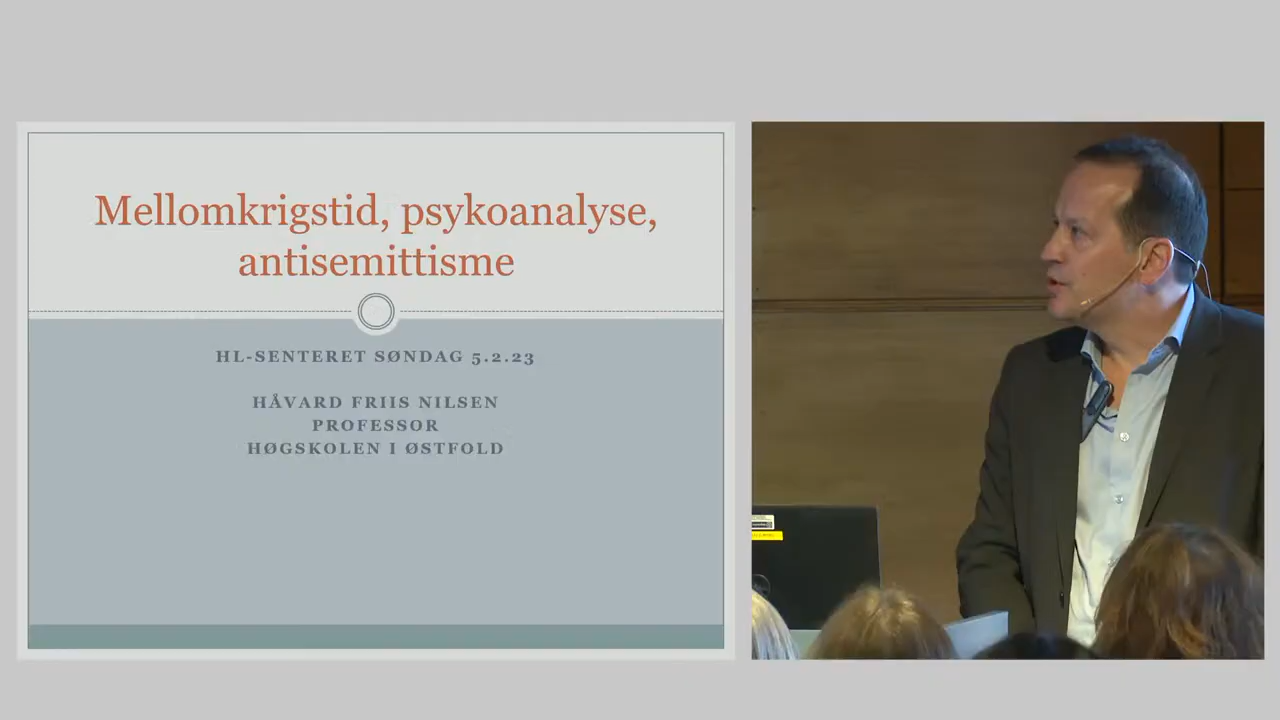 Mellomkrigstid, psykoanalyse,
antisemittisme
HL-SENTERET SØNDAG 5.2.23
HÅVARD FRIIS NILSEN
PROFESSOR
HØGSKOLEN I ØSTFOLD